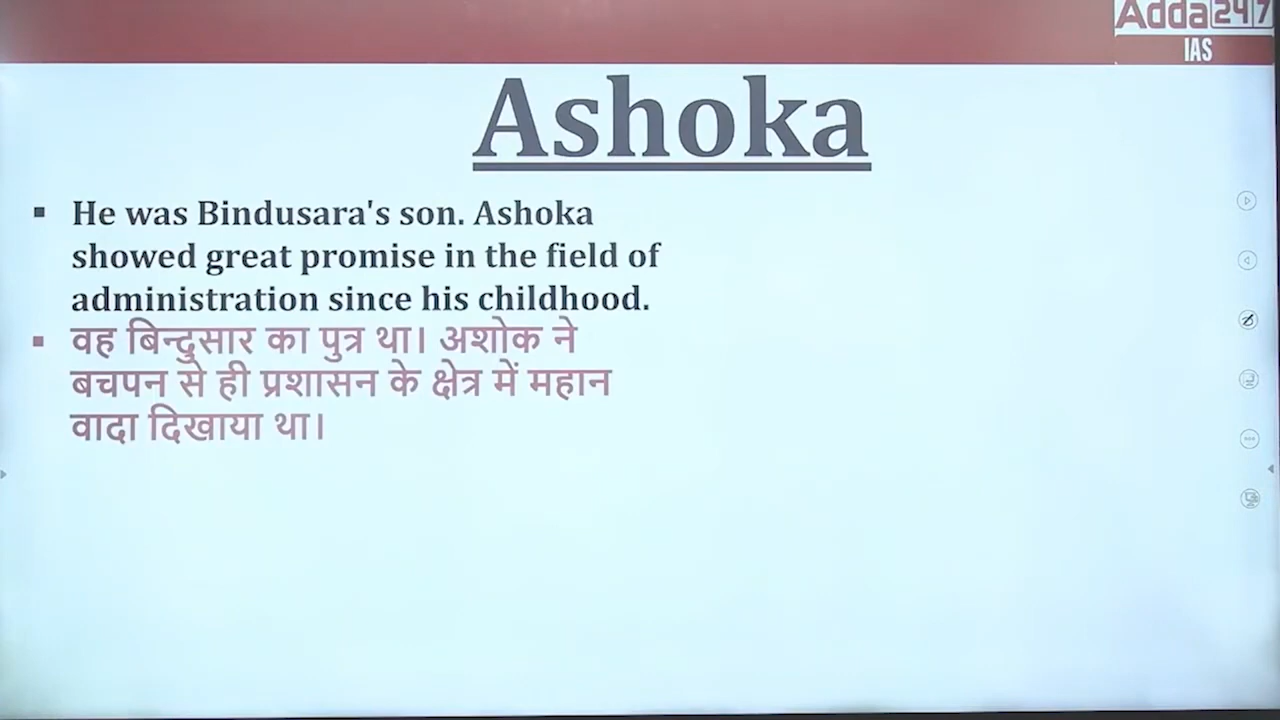 Adda247
IAS
Ashoka
▪ He was Bindusara's son. Ashoka
showed great promise in the field of
administration since his childhood.
▪ वह बिन्दुसार का पुत्र था। अशोक ने
बचपन से ही प्रशासन के क्षेत्र में महान
वादा दिखाया था।